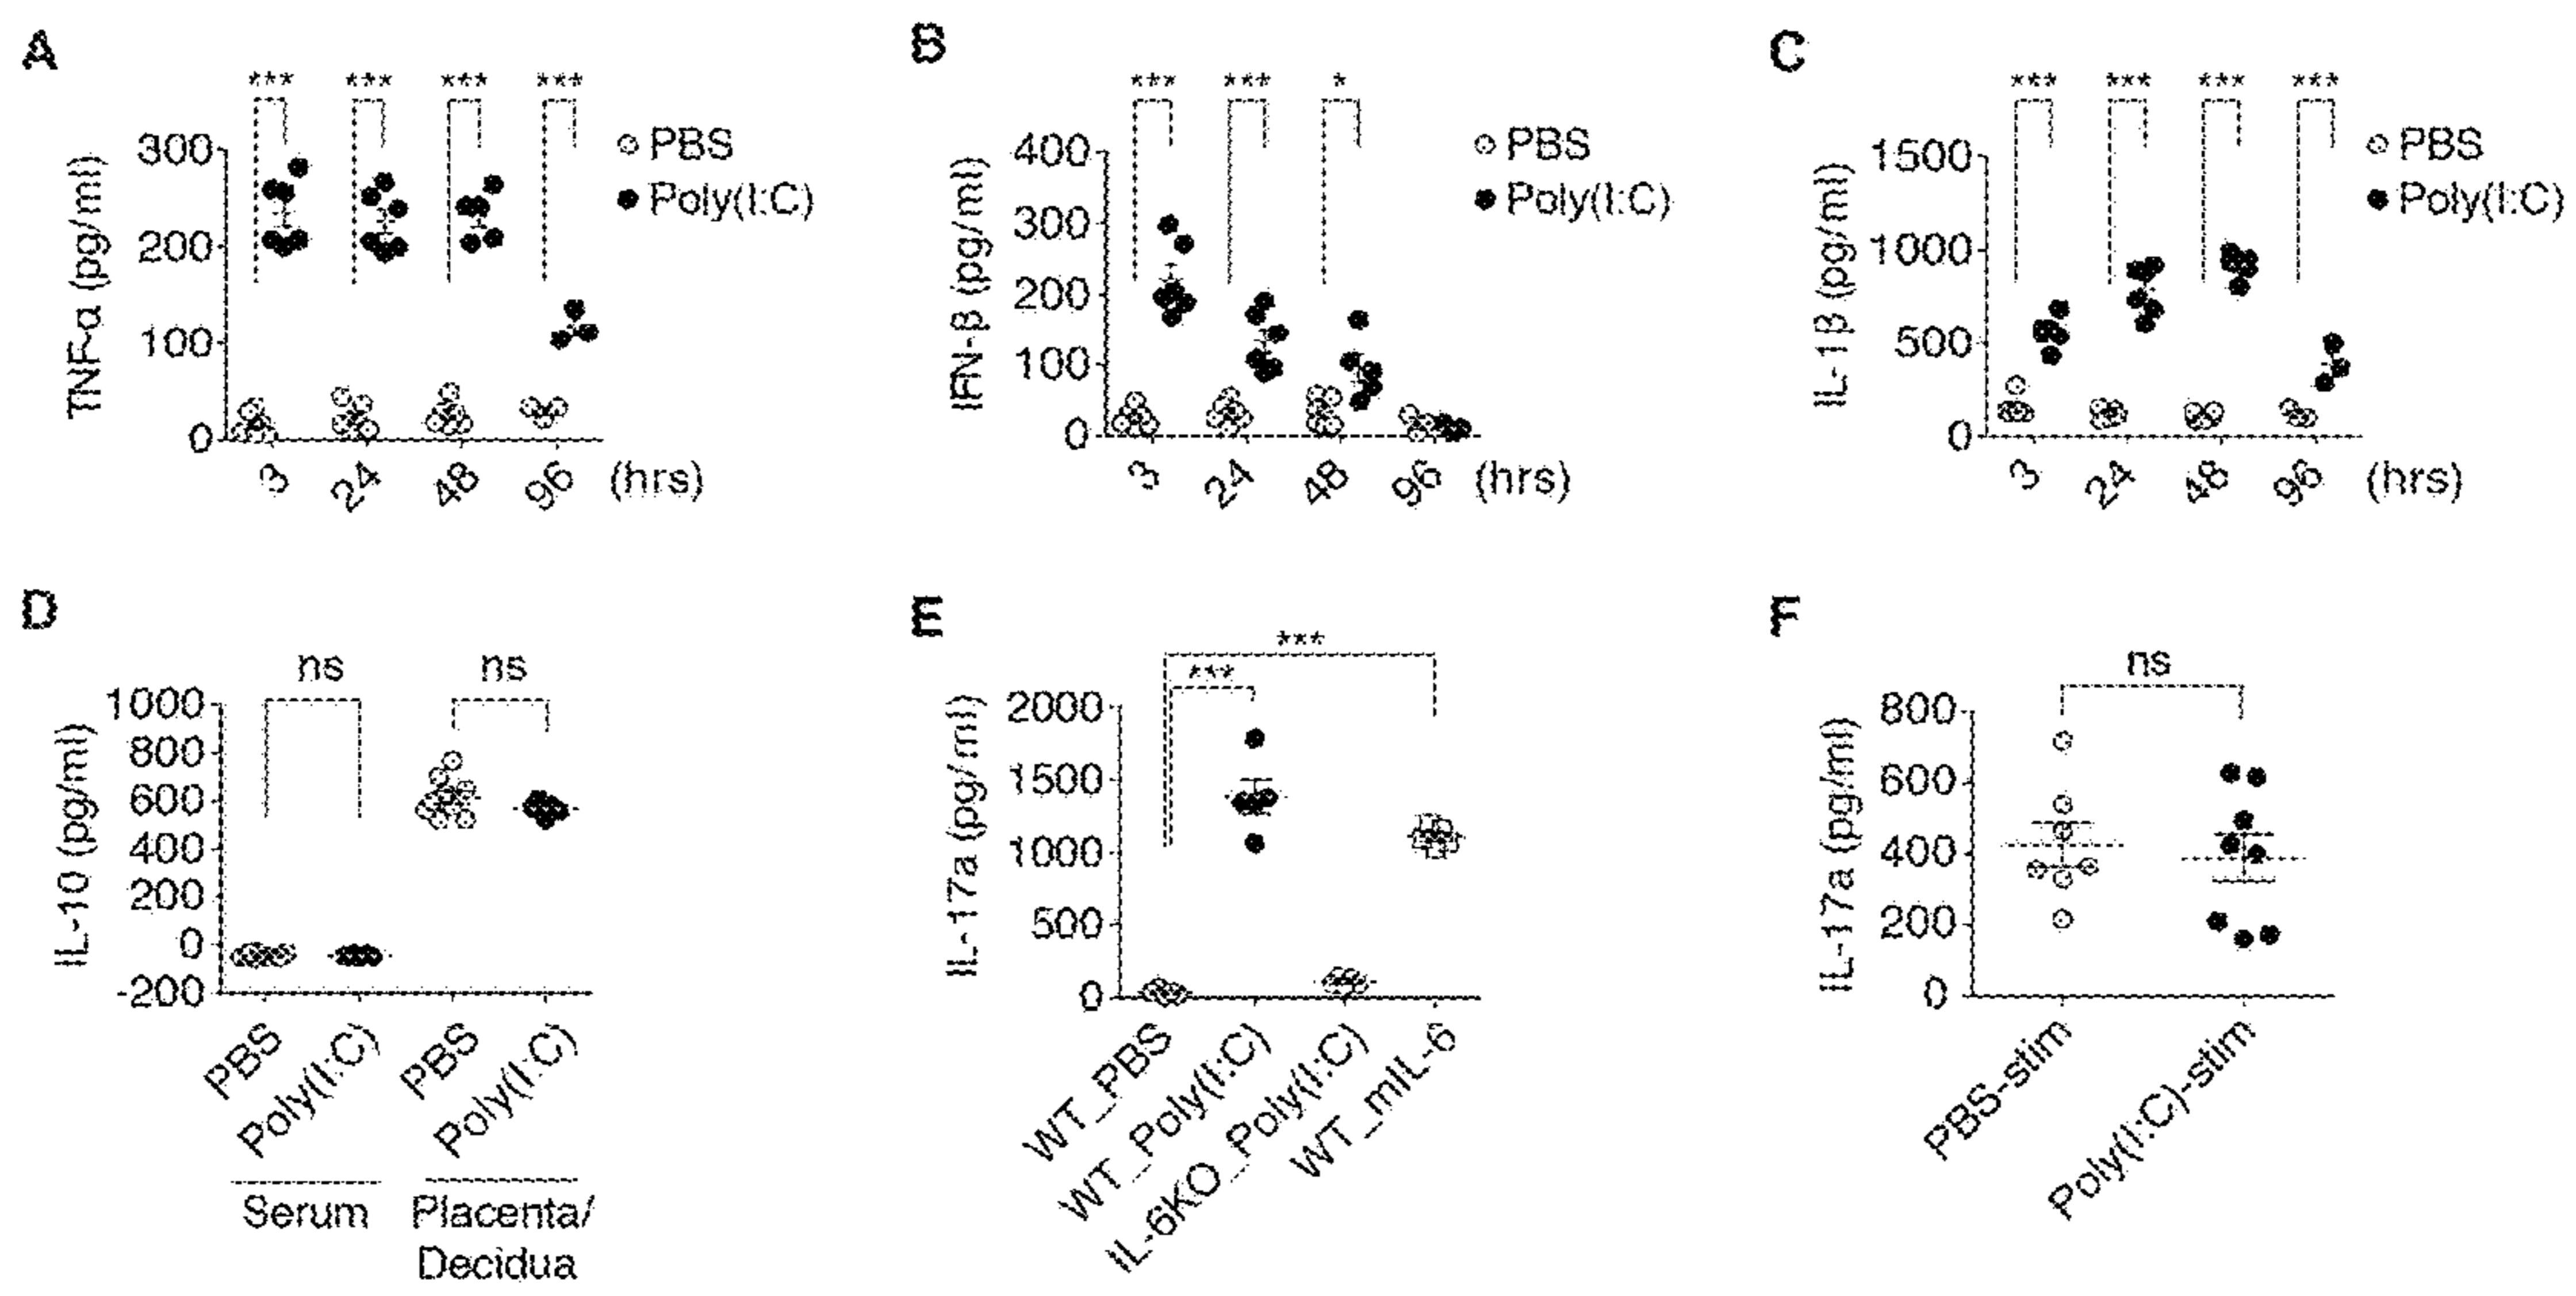 A
*** *** *** ***
TNF-α (pg/ml)
300
200
100
0
3 24 48 96 (hrs)
PBS
Poly(I:C)
B
*** *** *
IFN-β (pg/ml)
400
300
200
100
0
3 24 48 96 (hrs)
PBS
Poly(I:C)
C
*** *** *** ***
IL-1β (pg/ml)
1500
1000
500
0
3 24 48 96 (hrs)
PBS
Poly(I:C)
D
ns ns
IL-10 (pg/ml)
1000
800
600
400
200
0
-200
PBS Poly(I:C) PBS Poly(I:C)
Serum Placenta/
Decidua
E
***
***
IL-17a (pg/ml)
2000
1500
1000
500
0
WT_PBS
WT_Poly(I:C)
IL-6KO_Poly(I:C)
WT_mIL-6
F
ns
IL-17a (pg/ml)
800
600
400
200
0
PBS-stim
Poly(I:C)-stim